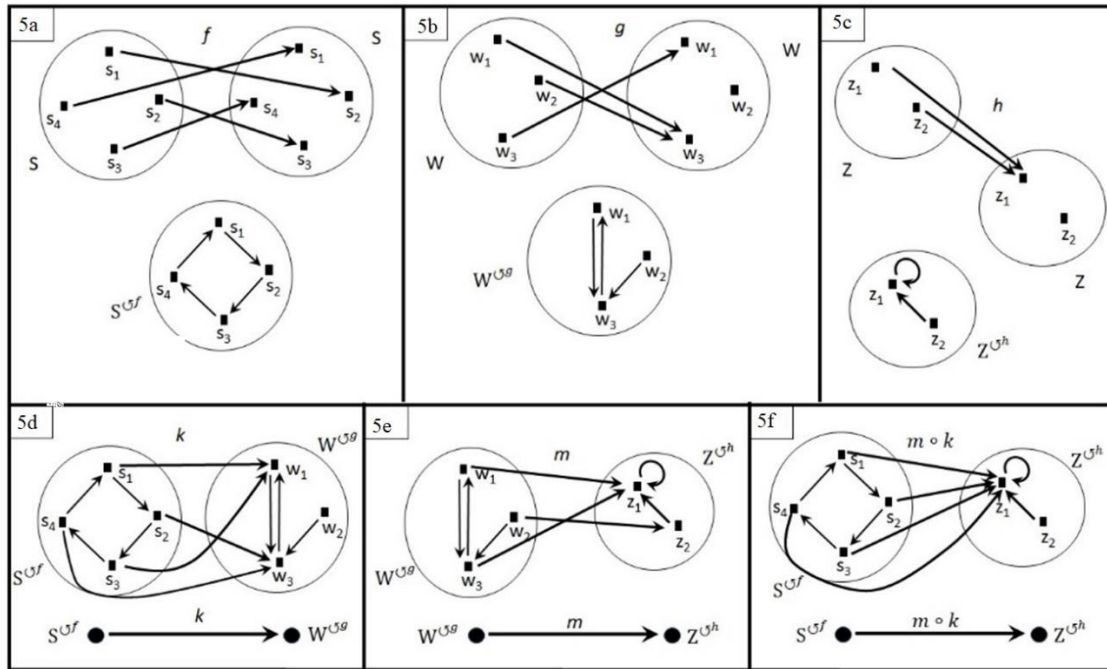 5a
f
S
s1
s1
s2
s4
s4
s2
s3
s3
S
s1
s4
s2
s3
S↺f
5b
g
W
w1
w1
w2
w2
w3
w3
W
w1
w2
w3
W↺g
5c
z1
z2
h
Z
z1
z2
Z
z1
z2
Z↺h
5d
k
W↺g
s1
w1
s4
s2
w2
s3
w3
S↺f
S↺f k W↺g
5e
m
Z↺h
w1
z1
w2
z2
w3
W↺g
W↺g m Z↺h
5f
m ∘ k
Z↺h
s1
z1
s4
s2
z2
s3
S↺f
S↺f m ∘ k Z↺h